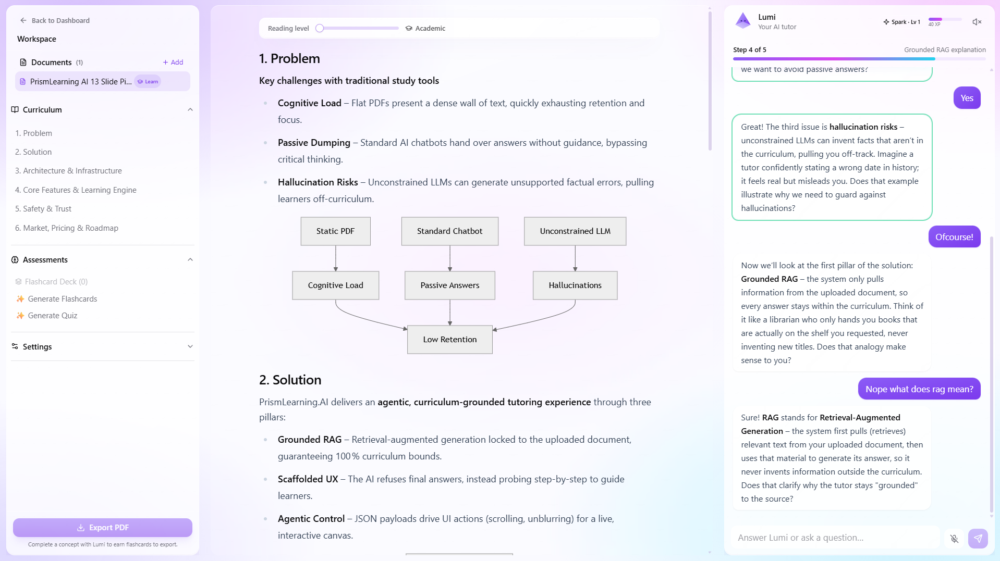 Back to Dashboard
Workspace
Documents (1)
+ Add
PrismLearning AI 13 Slide Pi...
Learn
Curriculum
1. Problem
2. Solution
3. Architecture & Infrastructure
4. Core Features & Learning Engine
5. Safety & Trust
6. Market, Pricing & Roadmap
Assessments
Flashcard Deck (0)
Generate Flashcards
Generate Quiz
Settings
Export PDF
Complete a concept with Lumi to earn flashcards to export.
Reading level
Academic
1. Problem
Key challenges with traditional study tools
Cognitive Load – Flat PDFs present a dense wall of text, quickly exhausting retention and
focus.
Passive Dumping – Standard AI chatbots hand over answers without guidance, bypassing
critical thinking.
Hallucination Risks – Unconstrained LLMs can generate unsupported factual errors, pulling
learners off-curriculum.
Static PDF
Standard Chatbot
Unconstrained LLM
Cognitive Load
Passive Answers
Hallucinations
Low Retention
2. Solution
PrismLearning.AI delivers an agentic, curriculum-grounded tutoring experience through three
pillars:
Grounded RAG – Retrieval-augmented generation locked to the uploaded document,
guaranteeing 100 % curriculum bounds.
Scaffolded UX – The AI refuses final answers, instead probing step-by-step to guide
learners.
Agentic Control – JSON payloads drive UI actions (scrolling, unblurring) for a live,
interactive canvas.
Lumi
Your AI tutor
Spark · Lv 1
40 XP
Step 4 of 5
Grounded RAG explanation
we want to avoid passive answers?
Yes
Great! The third issue is hallucination risks –
unconstrained LLMs can invent facts that aren’t in
the curriculum, pulling you off-track. Imagine a
tutor confidently stating a wrong date in history;
it feels real but misleads you. Does that example
illustrate why we need to guard against
hallucinations?
Ofcourse!
Now we’ll look at the first pillar of the solution:
Grounded RAG – the system only pulls
information from the uploaded document, so
every answer stays within the curriculum. Think of
it like a librarian who only hands you books that
are actually on the shelf you requested, never
inventing new titles. Does that analogy make
sense to you?
Nope what does rag mean?
Sure! RAG stands for Retrieval-Augmented
Generation – the system first pulls (retrieves)
relevant text from your uploaded document, then
uses that material to generate its answer, so it
never invents information outside the curriculum.
Does that clarify why the tutor stays "grounded"
to the source?
Answer Lumi or ask a question...